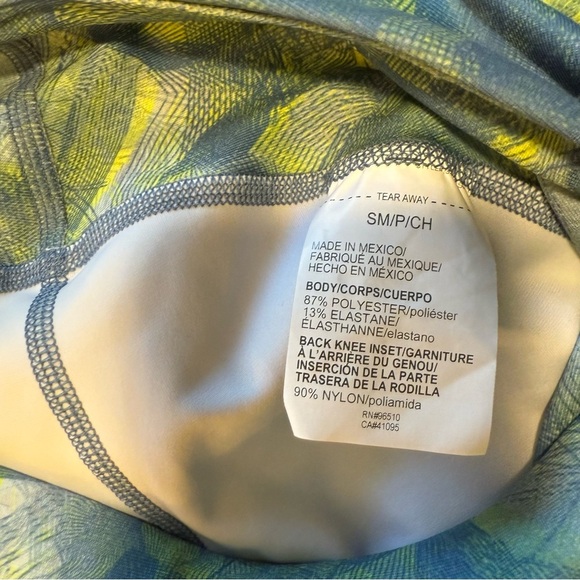 TEAR AWAY
SM/P/CH
MADE IN MEXICO/
FABRIQUÉ AU MEXIQUE/
HECHO EN MÉXICO
BODY/CORPS/CUERPO
87% POLYESTER/poliéster
13% ELASTANE/
ÉLASTHANNE/elastano
BACK KNEE INSET/GARNITURE
À L'ARRIÈRE DU GENOU/
INSERCIÓN DE LA PARTE
TRASERA DE LA RODILLA
90% NYLON/poliamida
RN#96510
CA#41095